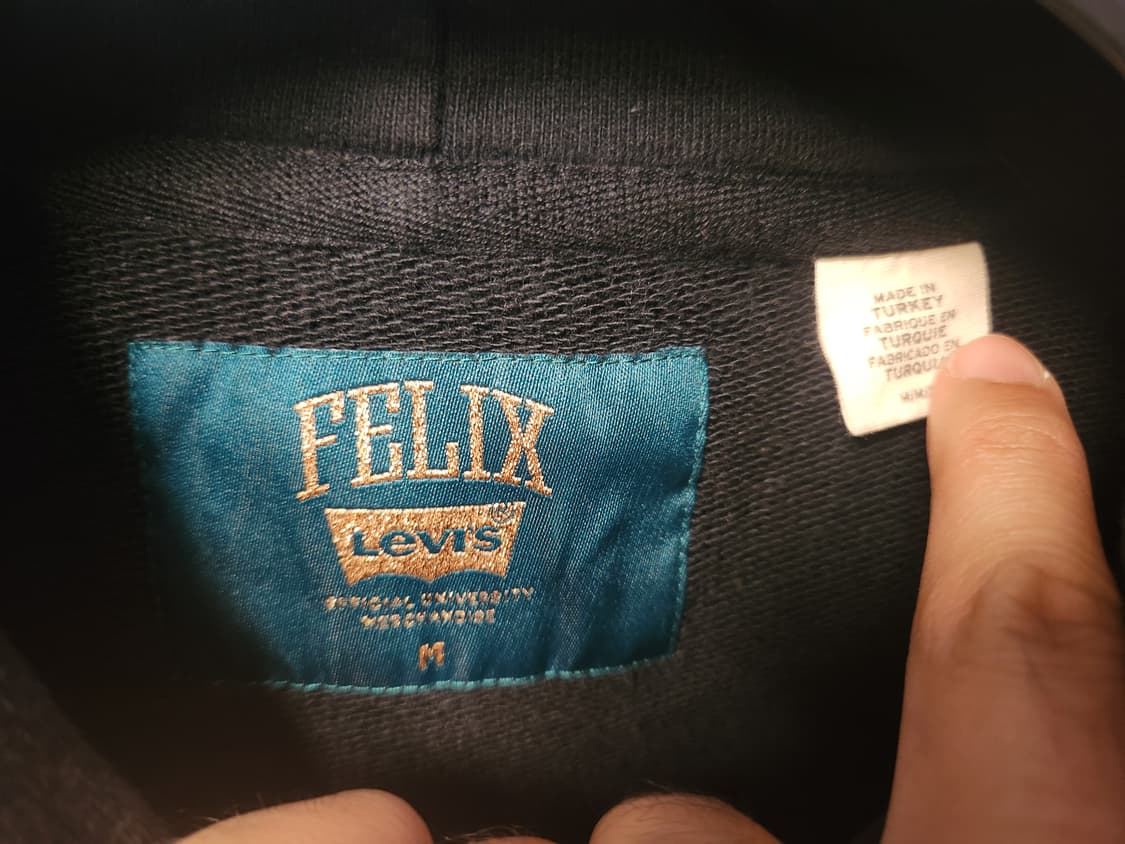 FELIX
LEVI'S®
OFFICIAL UNIVERSITY
MERCHANDISE
M
MADE IN
TURKEY
FABRIQUE EN
TURQUIE
FABRICADO EN
M/M/